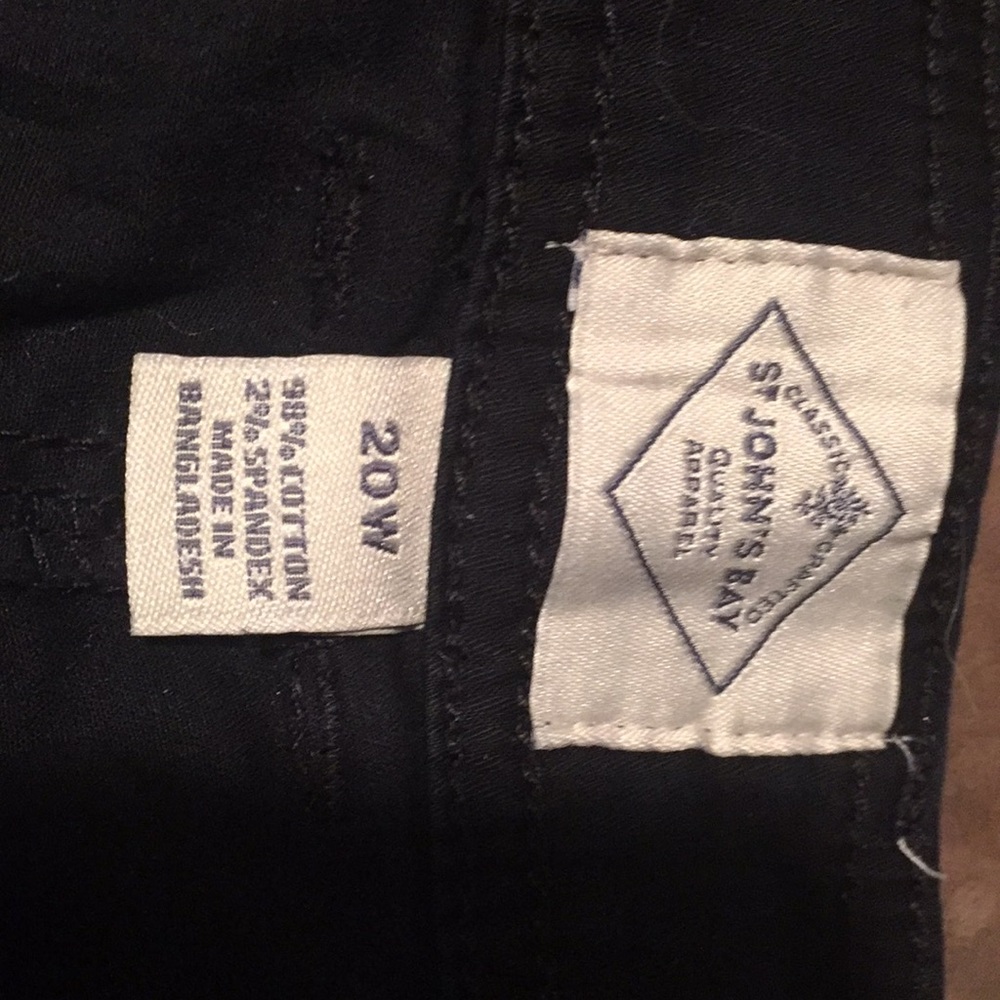 CLASSIC CRAFTED
ST JOHN'S BAY
QUALITY
APPAREL
20W
98% COTTON
2% SPANDEX
MADE IN
BANGLADESH